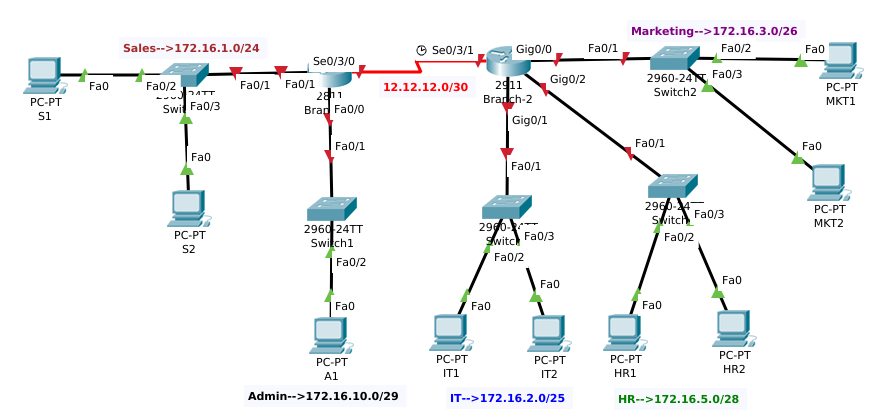 Sales-->172.16.1.0/24
Marketing-->172.16.3.0/26
Se0/3/1
Gig0/0
Fa0/1
Fa0/2
Fa0
Se0/3/0
2960-24TT
Switch2
Fa0/3
PC-PT
MKT1
Fa0
Fa0/2
Fa0/1
Fa0/1
12.12.12.0/30
2911
Branch-2
Gig0/2
PC-PT
S1
Fa0/3
2811
Fa0/0
Gig0/1
Fa0/1
Fa0
Fa0/1
Fa0/1
Fa0
PC-PT
MKT2
PC-PT
S2
2960-24TT
Switch1
Fa0/3
Fa0/3
Fa0/2
Fa0/2
Fa0/2
Fa0
Fa0
Fa0
Fa0
Fa0
PC-PT
A1
PC-PT
IT1
PC-PT
IT2
PC-PT
HR1
PC-PT
HR2
Admin-->172.16.10.0/29
IT-->172.16.2.0/25
HR-->172.16.5.0/28